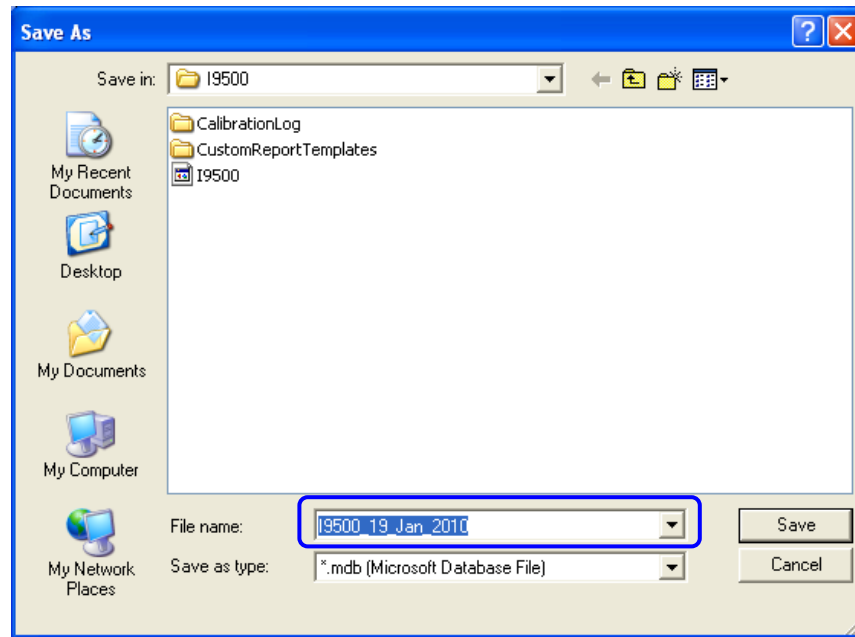 Save As
Save in:
I9500
CalibrationLog
CustomReportTemplates
I9500
My Recent
Documents
Desktop
My Documents
My Computer
My Network
Places
File name:
I9500_19_Jan_2010
Save
Save as type:
*.mdb (Microsoft Database File)
Cancel